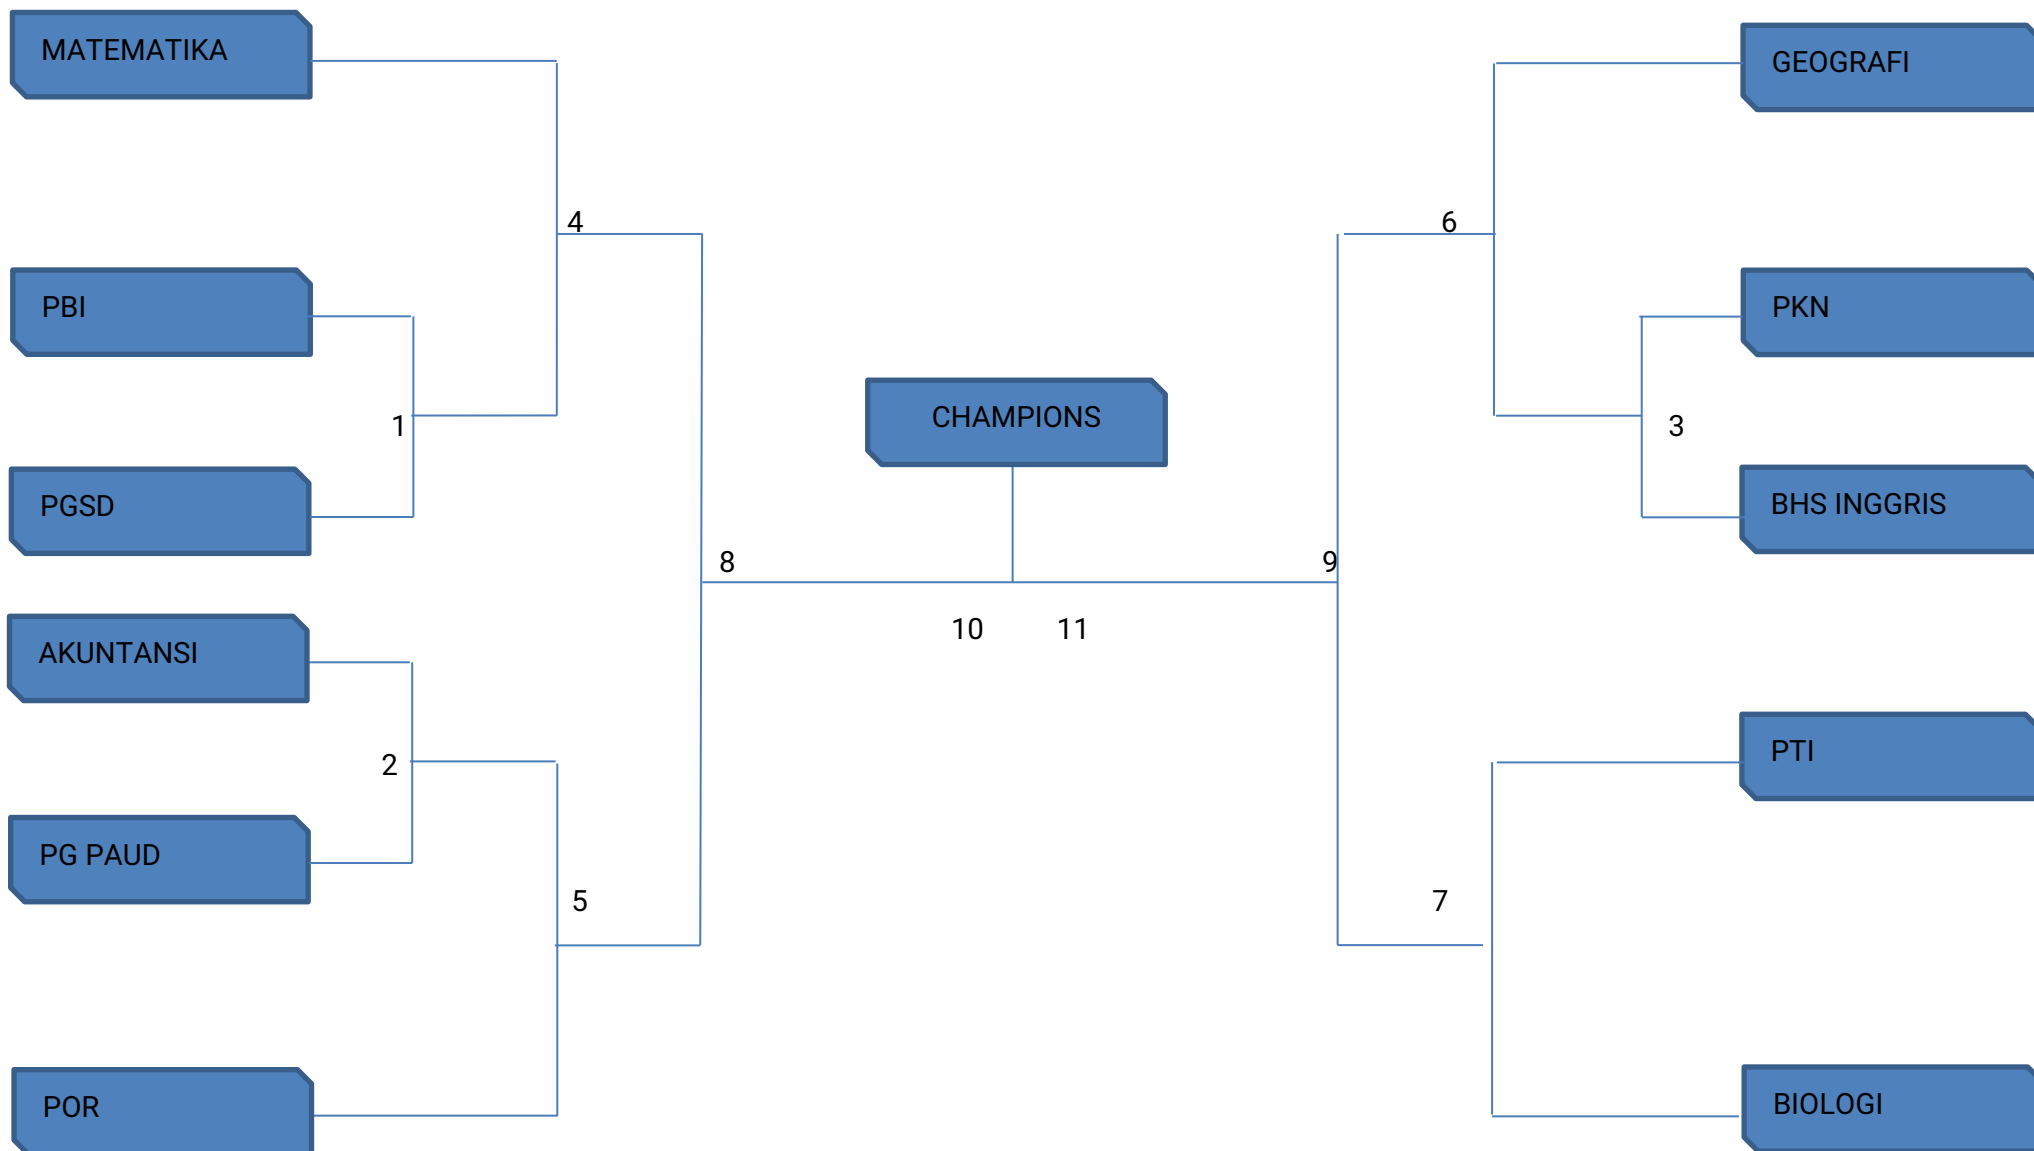 MATEMATIKA
GEOGRAFI
4
6
PBI
PKN
1
CHAMPIONS
3
PGSD
BHS INGGRIS
8
9
10
11
AKUNTANSI
2
PTI
PG PAUD
5
7
POR
BIOLOGI